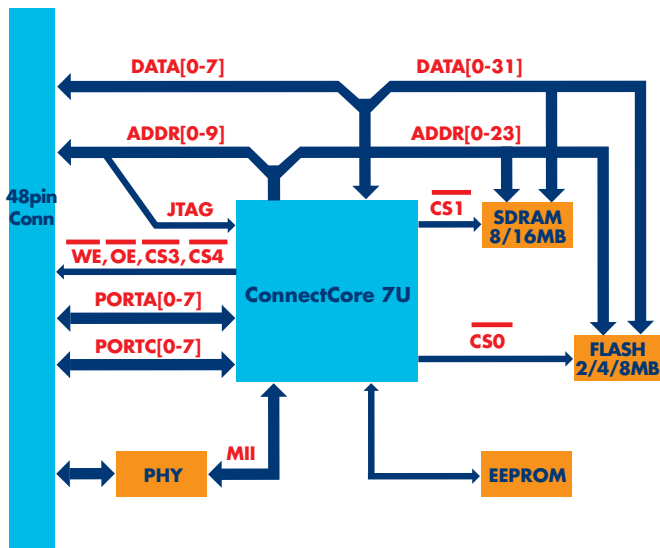 DATA[0-7]
DATA[0-31]
ADDR[0-9]
ADDR[0-23]
48pin
Conn
JTAG
CS1
SDRAM
8/16MB
WE, OE, CS3, CS4
ConnectCore 7U
PORTA[0-7]
PORTC[0-7]
CS0
FLASH
2/4/8MB
MII
PHY
EEPROM